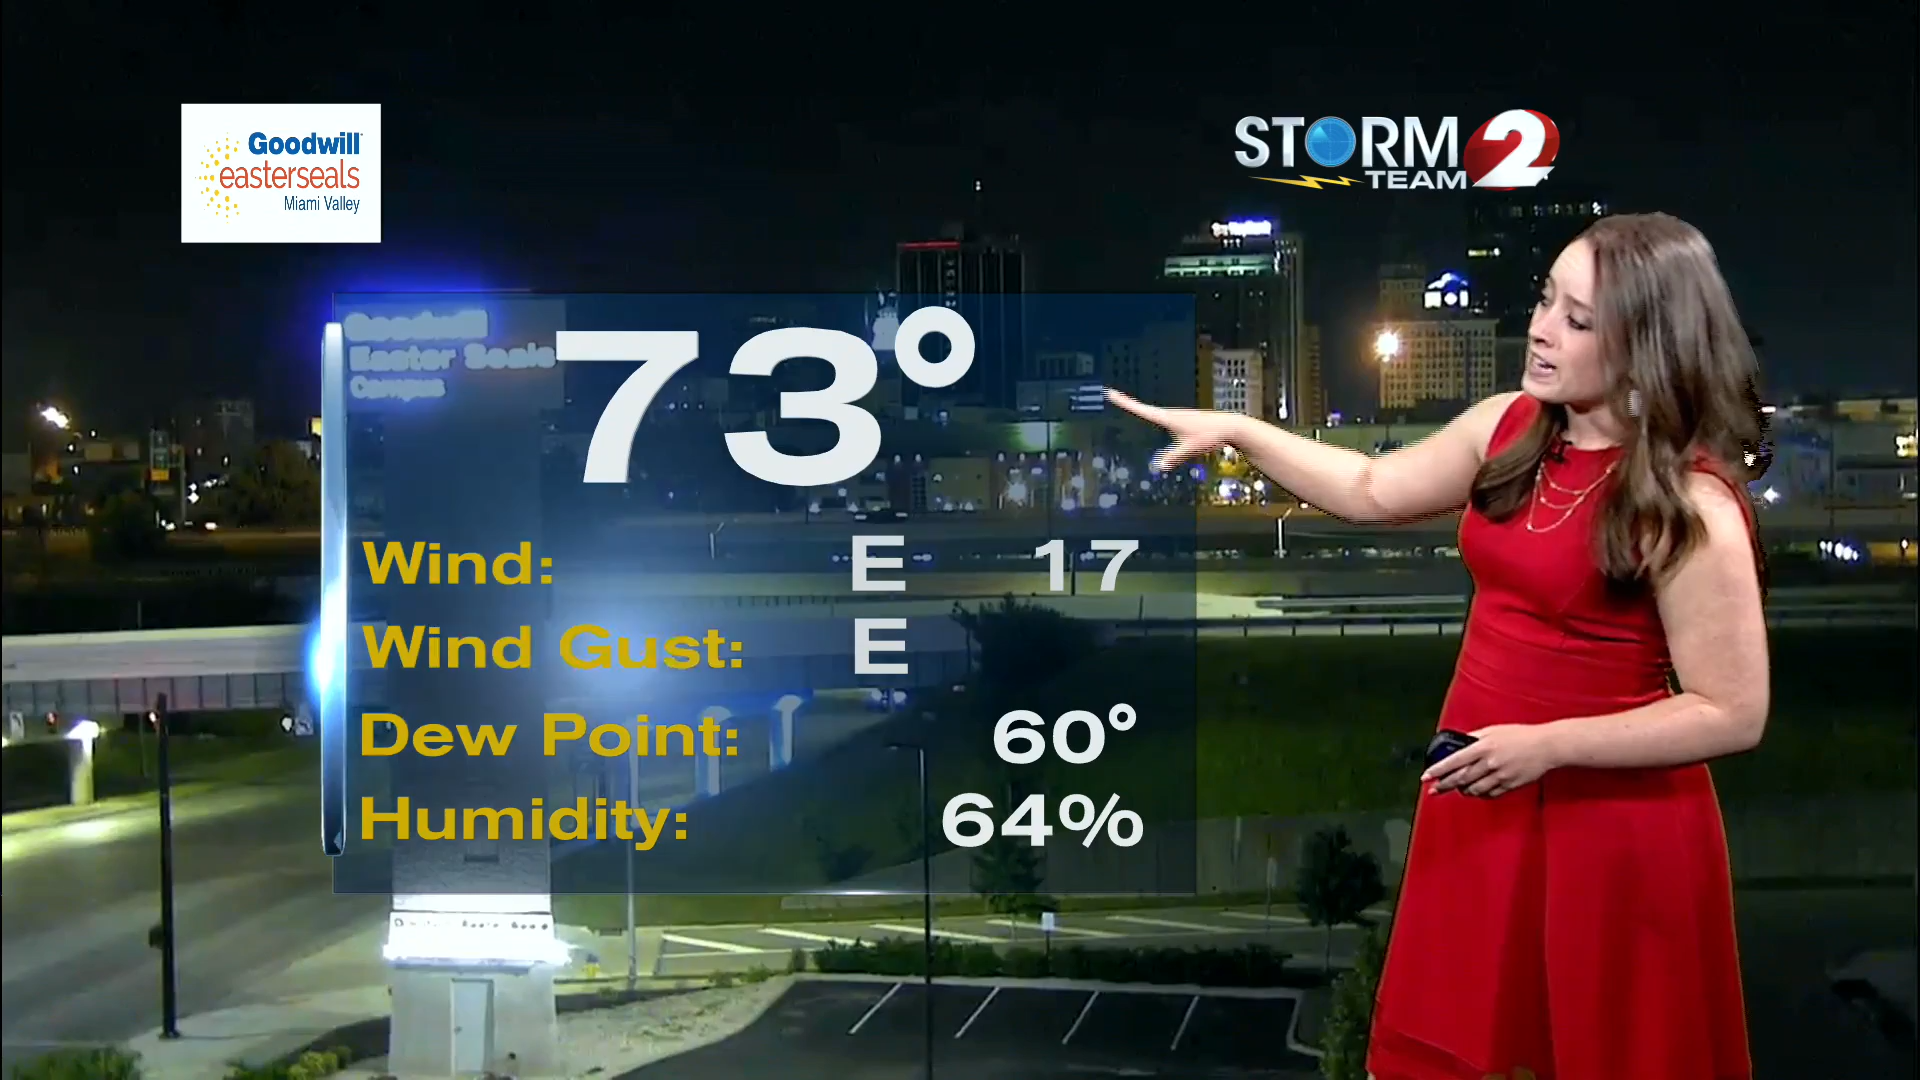 Goodwill
easterseals
Miami Valley
STORM 2
TEAM
Goodwill
Easter Seals
Campus
73°
Wind: E 17
Wind Gust: E
Dew Point: 60°
Humidity: 64%